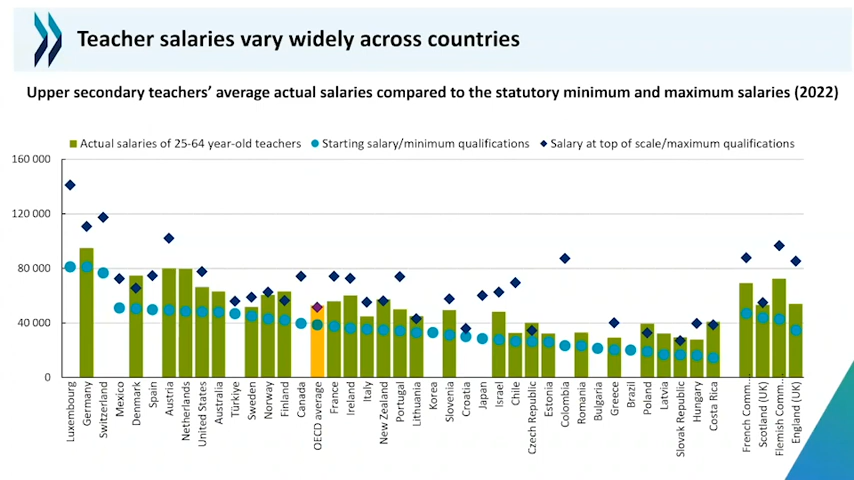 Teacher salaries vary widely across countries
Upper secondary teachers' average actual salaries compared to the statutory minimum and maximum salaries (2022)
Actual salaries of 25-64 year-old teachers
Starting salary/minimum qualifications
Salary at top of scale/maximum qualifications
160 000
120 000
80 000
40 000
0
Luxembourg
Germany
Switzerland
Mexico
Denmark
Spain
Austria
Netherlands
United States
Australia
Türkiye
Sweden
Norway
Finland
Canada
OECD average
France
Ireland
Italy
New Zealand
Portugal
Lithuania
Korea
Slovenia
Croatia
Japan
Israel
Chile
Czech Republic
Estonia
Colombia
Romania
Bulgaria
Greece
Brazil
Poland
Latvia
Slovak Republic
Hungary
Costa Rica
French Comm...
Scotland (UK)
Flemish Comm...
England (UK)